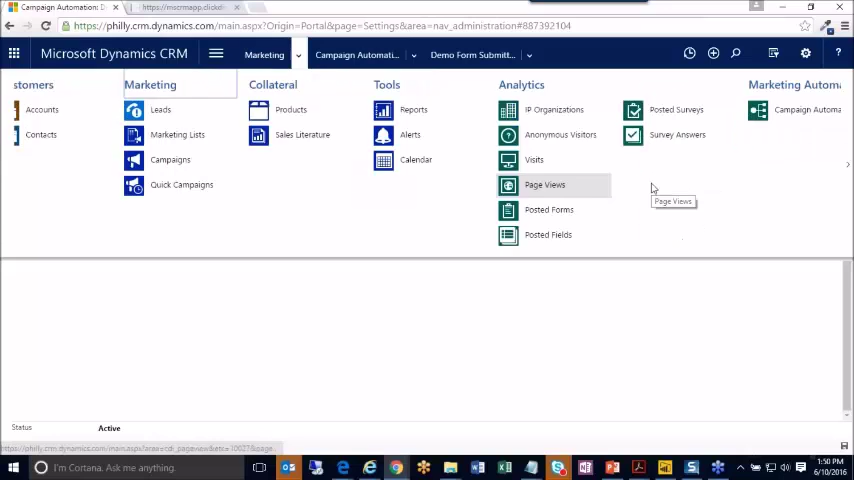 Campaign Automation: D
https://mscrmapp.clickdi
https://philly.crm.dynamics.com/main.aspx?Origin=Portal&page=Settings&area=nav_administration#887392104
Microsoft Dynamics CRM
Marketing
Campaign Automati...
Demo Form Submitt...
?
stomers
Marketing
Collateral
Tools
Analytics
Marketing Automa
Accounts
Leads
Products
Reports
IP Organizations
Posted Surveys
Campaign Automa
Contacts
Marketing Lists
Sales Literature
Alerts
Anonymous Visitors
Survey Answers
Campaigns
Calendar
Visits
Quick Campaigns
Page Views
Page Views
Posted Forms
Posted Fields
Status
Active
I'm Cortana. Ask me anything.
1:50 PM
6/10/2016